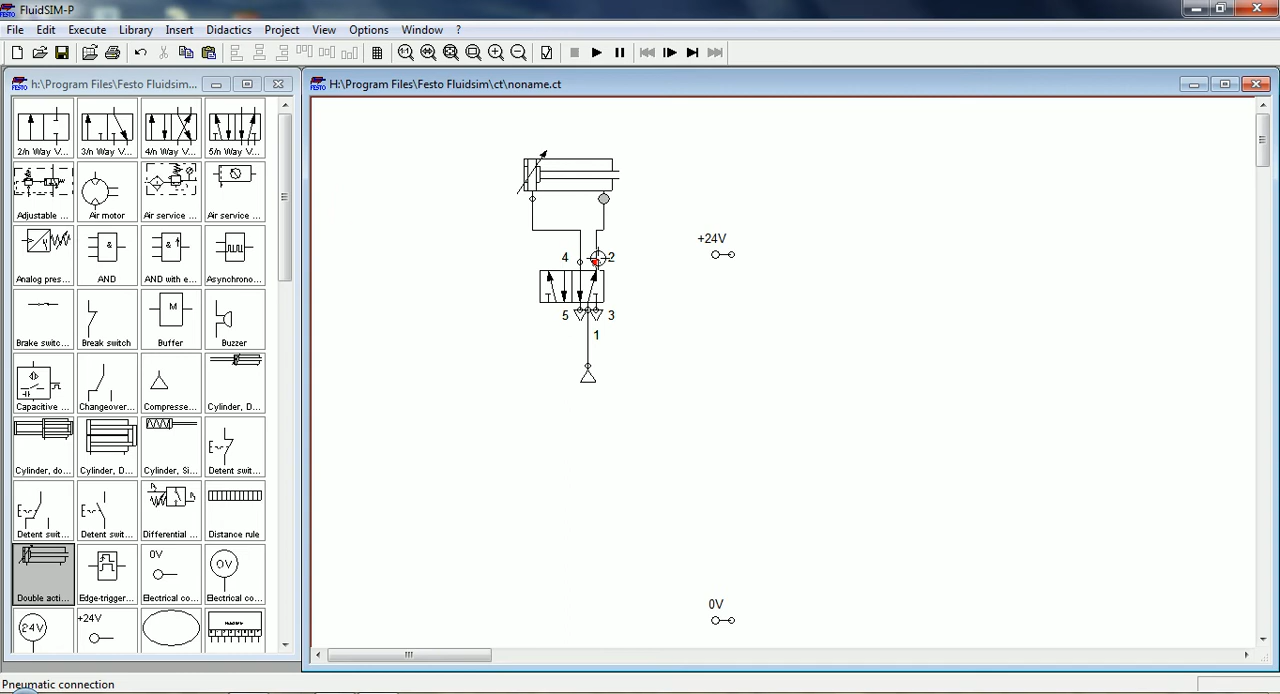 FluidSIM-P
File Edit Execute Library Insert Didactics Project View Options Window ?
h:\Program Files\Festo Fluidsim...
H:\Program Files\Festo Fluidsim\ct\noname.ct
2/n Way V... 3/n Way V... 4/n Way V... 5/n Way V...
Adjustable ... Air motor Air service ... Air service ...
Analog pres... AND AND with e... Asynchrono...
Brake switc... Break switch Buffer Buzzer
Capacitive ... Changeover... Compresse... Cylinder, D...
Cylinder, do... Cylinder, D... Cylinder, Si... Detent swit...
Detent swit... Detent swit... Differential ... Distance rule
Double acti... Edge-trigger... Electrical co... Electrical co...
& & M
0V 0V
24V +24V
+24V
4 2
5 3
1
0V
Pneumatic connection